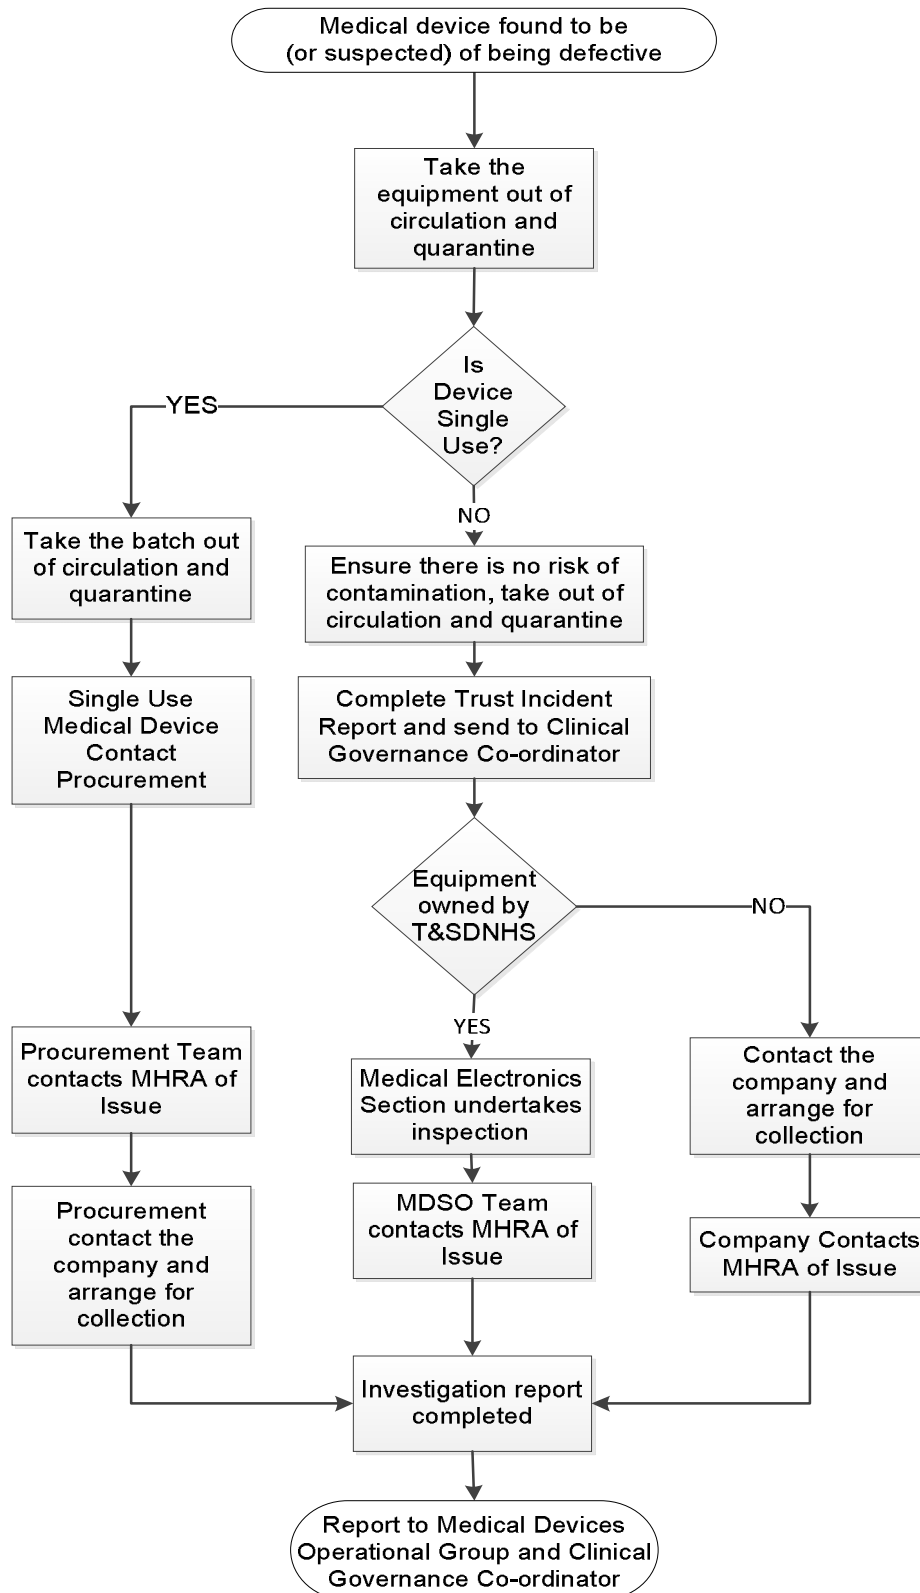 Medical device found to be
(or suspected) of being defective
Take the
equipment out of
circulation and
quarantine
Is
Device
Single
Use?
YES
NO
Take the batch out
of circulation and
quarantine
Ensure there is no risk of
contamination, take out of
circulation and quarantine
Single Use
Medical Device
Contact
Procurement
Complete Trust Incident
Report and send to Clinical
Governance Co-ordinator
Equipment
owned by
T&SDNHS
NO
YES
Procurement Team
contacts MHRA of
Issue
Medical Electronics
Section undertakes
inspection
Contact the
company and
arrange for
collection
Procurement
contact the
company and
arrange for
collection
MDSO Team
contacts MHRA of
Issue
Company Contacts
MHRA of Issue
Investigation report
completed
Report to Medical Devices
Operational Group and Clinical
Governance Co-ordinator